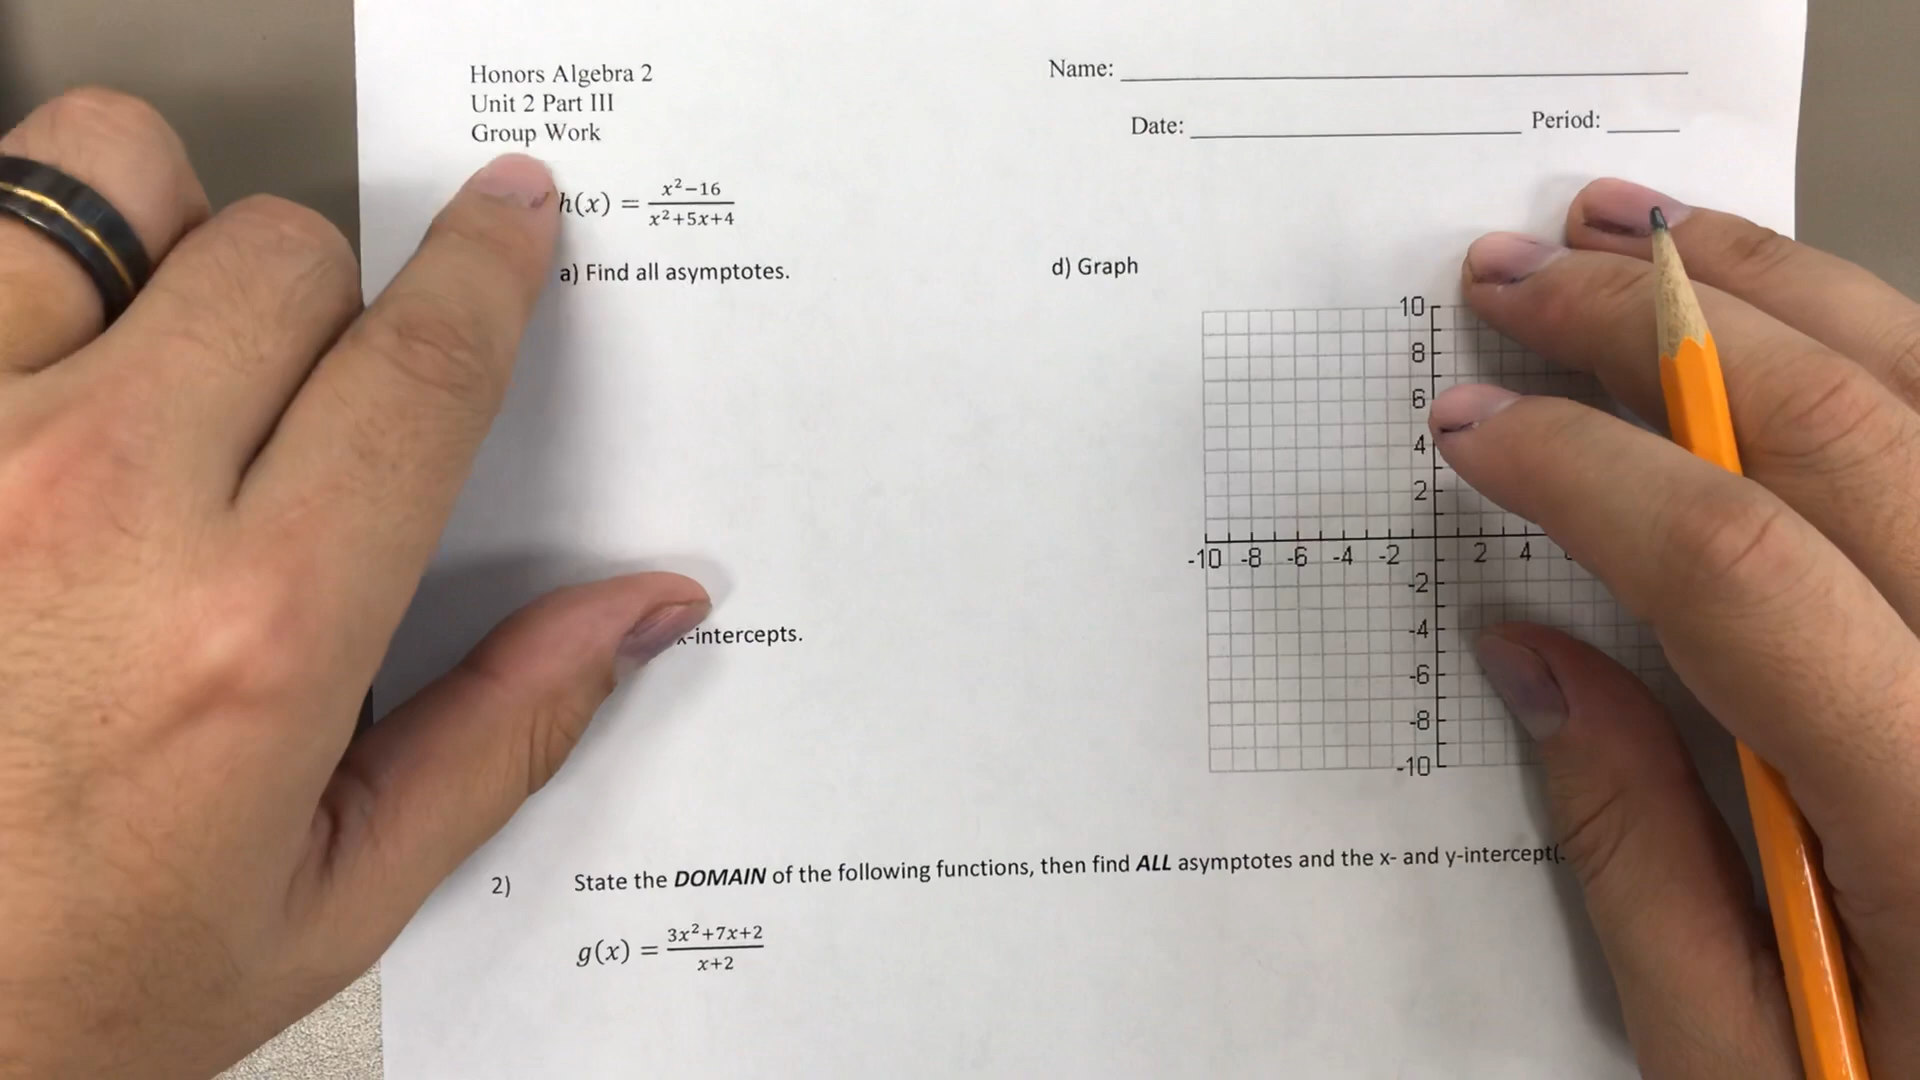 Honors Algebra 2
Unit 2 Part III
Group Work
Name:
Date: Period:
h(x) = x²−16 / x²+5x+4
a) Find all asymptotes.
d) Graph
10
8
6
4
2
-10 -8 -6 -4 -2 2 4
-2
-4
-6
-8
-10
x-intercepts.
2) State the DOMAIN of the following functions, then find ALL asymptotes and the x- and y-intercept(
g(x) = 3x²+7x+2 / x+2